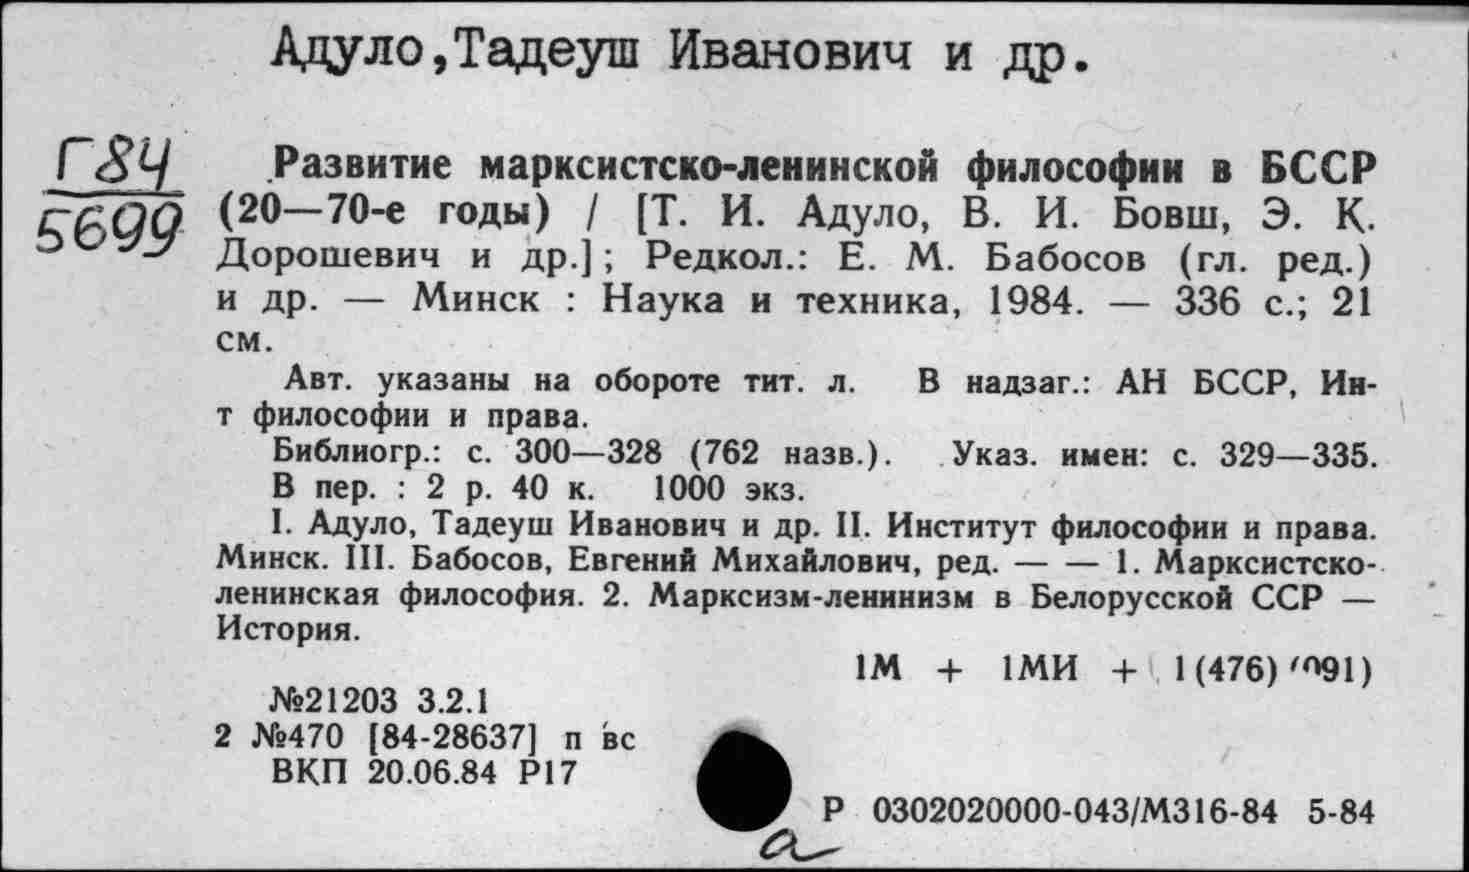 Адуло,Тадеуш Иванович и др.
Г84
5699
Развитие марксистско-ленинской философии в БССР
(20—70-е годы) / [Т. И. Адуло, В. И. Бовш, Э. К.
Дорошевич и др.]; Редкол.: Е. М. Бабосов (гл. ред.)
и др. — Минск : Наука и техника, 1984. — 336 с.; 21
см.
Авт. указаны на обороте тит. л. В надзаг.: АН БССР, Ин-
т философии и права.
Библиогр.: с. 300—328 (762 назв.). Указ. имен: с. 329—335.
В пер. : 2 р. 40 к. 1000 экз.
I. Адуло, Тадеуш Иванович и др. II. Институт философии и права.
Минск. III. Бабосов, Евгений Михайлович, ред. — — 1. Марксистско-
ленинская философия. 2. Марксизм-ленинизм в Белорусской ССР —
История.
1М + 1МИ + 1(476)(091)
№21203 3.2.1
2 №470 [84-28637] п вс
ВКП 20.06.84 Р17
Р 0302020000-043/М316-84 5-84